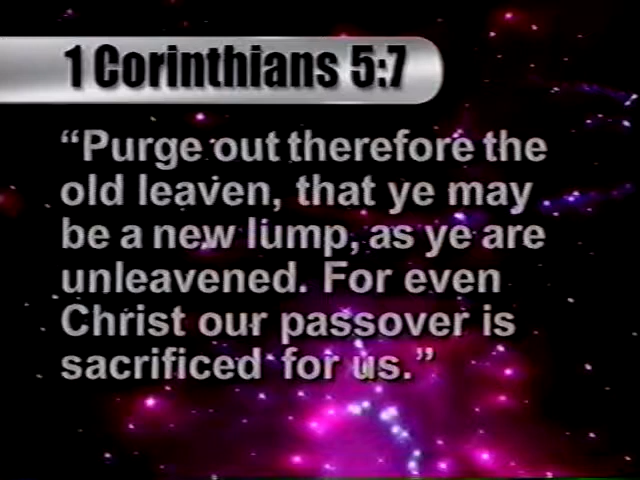 1 Corinthians 5:7
“Purge out therefore the
old leaven, that ye may
be a new lump, as ye are
unleavened. For even
Christ our passover is
sacrificed for us.”